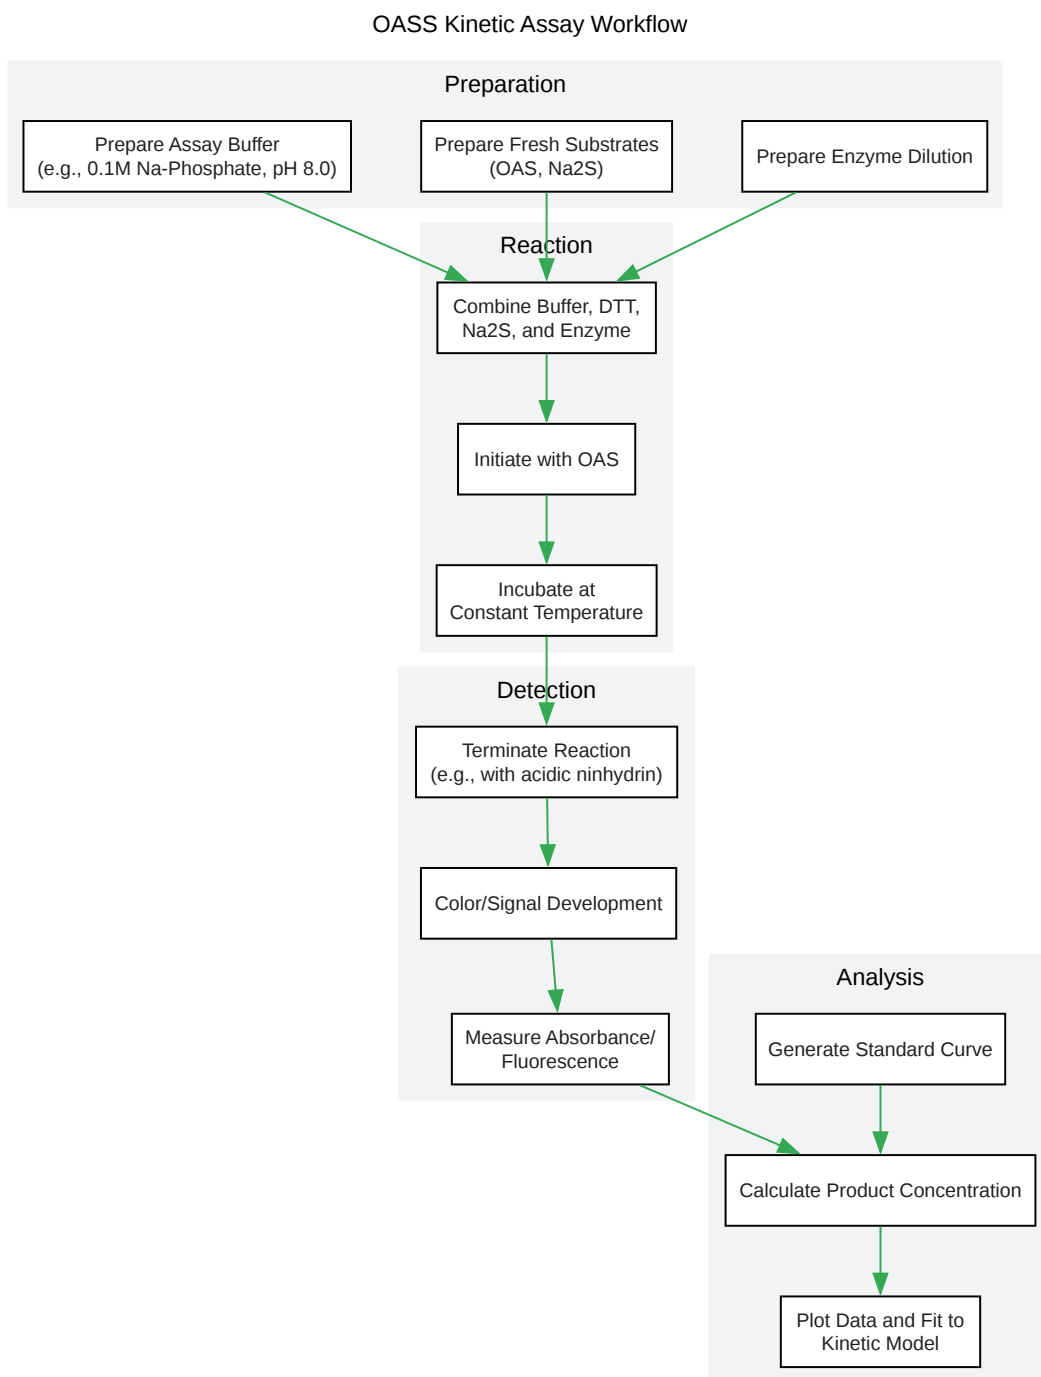 OASS Kinetic Assay Workflow
Preparation
Prepare Assay Buffer
(e.g., 0.1M Na-Phosphate, pH 8.0)
Prepare Fresh Substrates
(OAS, Na2S)
Prepare Enzyme Dilution
Reaction
Combine Buffer, DTT,
Na2S, and Enzyme
Initiate with OAS
Incubate at
Constant Temperature
Detection
Terminate Reaction
(e.g., with acidic ninhydrin)
Color/Signal Development
Measure Absorbance/
Fluorescence
Analysis
Generate Standard Curve
Calculate Product Concentration
Plot Data and Fit to
Kinetic Model